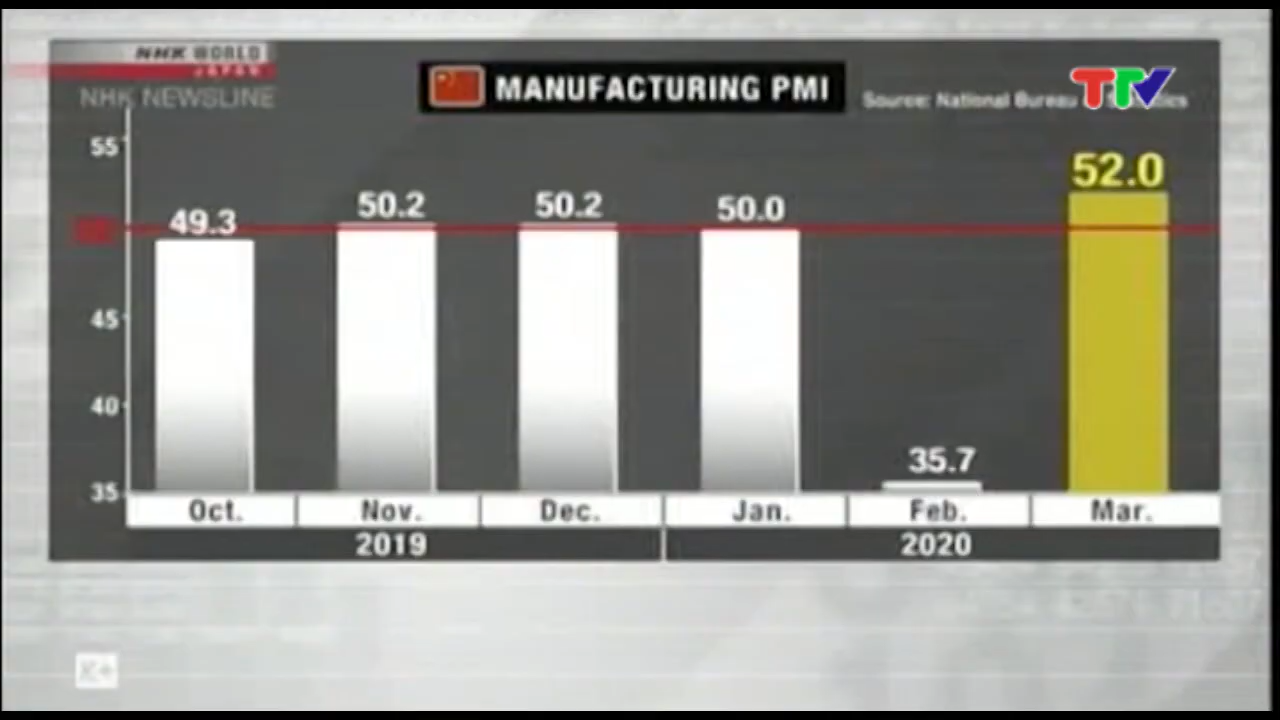 NHK WORLD
JAPAN
NHK NEWSLINE
MANUFACTURING PMI
Source: National Bureau
TTV
55
49.3
50.2
50.2
50.0
52.0
45
40
35.7
35
Oct.
Nov.
Dec.
Jan.
Feb.
Mar.
2019
2020
K+